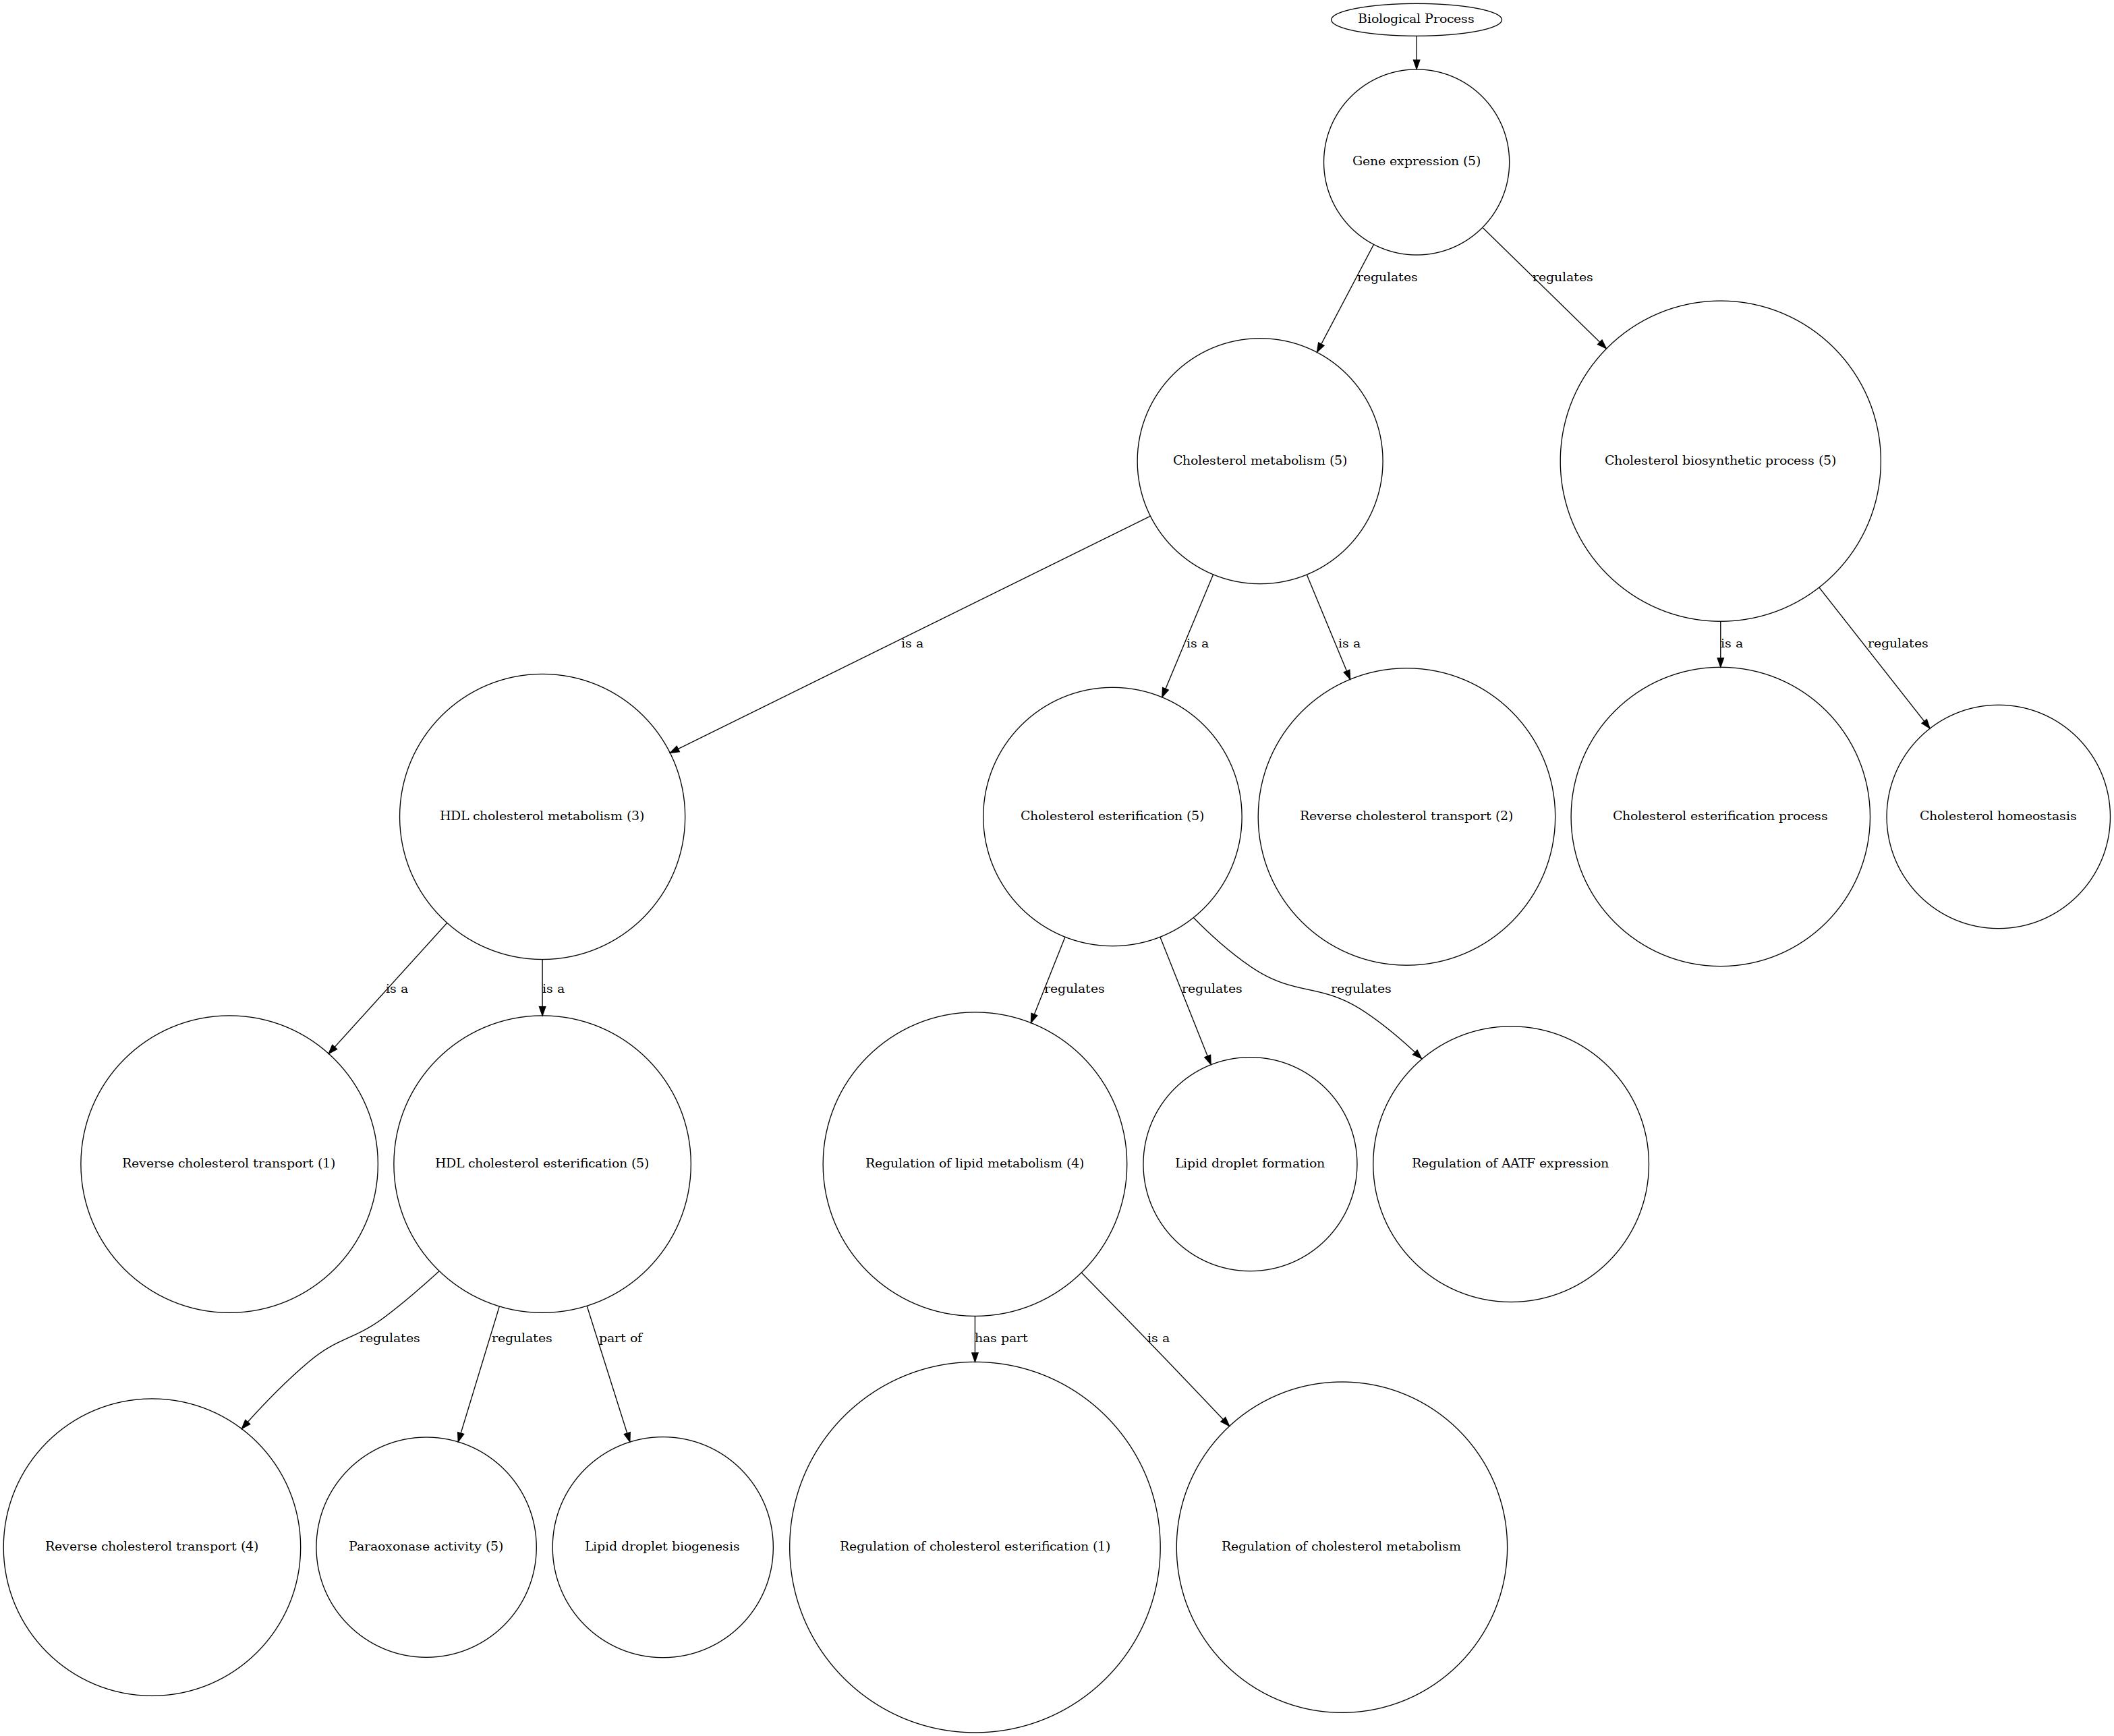 Biological Process
Gene expression (5)
regulates
regulates
Cholesterol metabolism (5)
Cholesterol biosynthetic process (5)
is a
is a
is a
is a
regulates
HDL cholesterol metabolism (3)
Cholesterol esterification (5)
Reverse cholesterol transport (2)
Cholesterol esterification process
Cholesterol homeostasis
is a
is a
regulates
regulates
regulates
Reverse cholesterol transport (1)
HDL cholesterol esterification (5)
Regulation of lipid metabolism (4)
Lipid droplet formation
Regulation of AATF expression
regulates
regulates
part of
has part
is a
Reverse cholesterol transport (4)
Paraoxonase activity (5)
Lipid droplet biogenesis
Regulation of cholesterol esterification (1)
Regulation of cholesterol metabolism